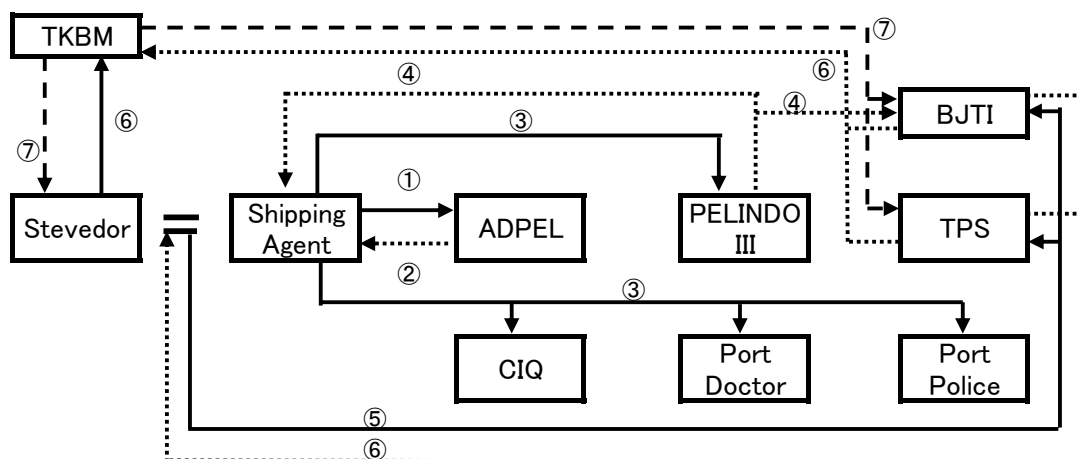 TKBM
⑦
⑥
④
④
BJTI
③
⑥
⑦
①
Stevedor
Shipping
Agent
ADPEL
PELINDO
III
TPS
②
③
CIQ
Port
Doctor
Port
Police
⑤
⑥